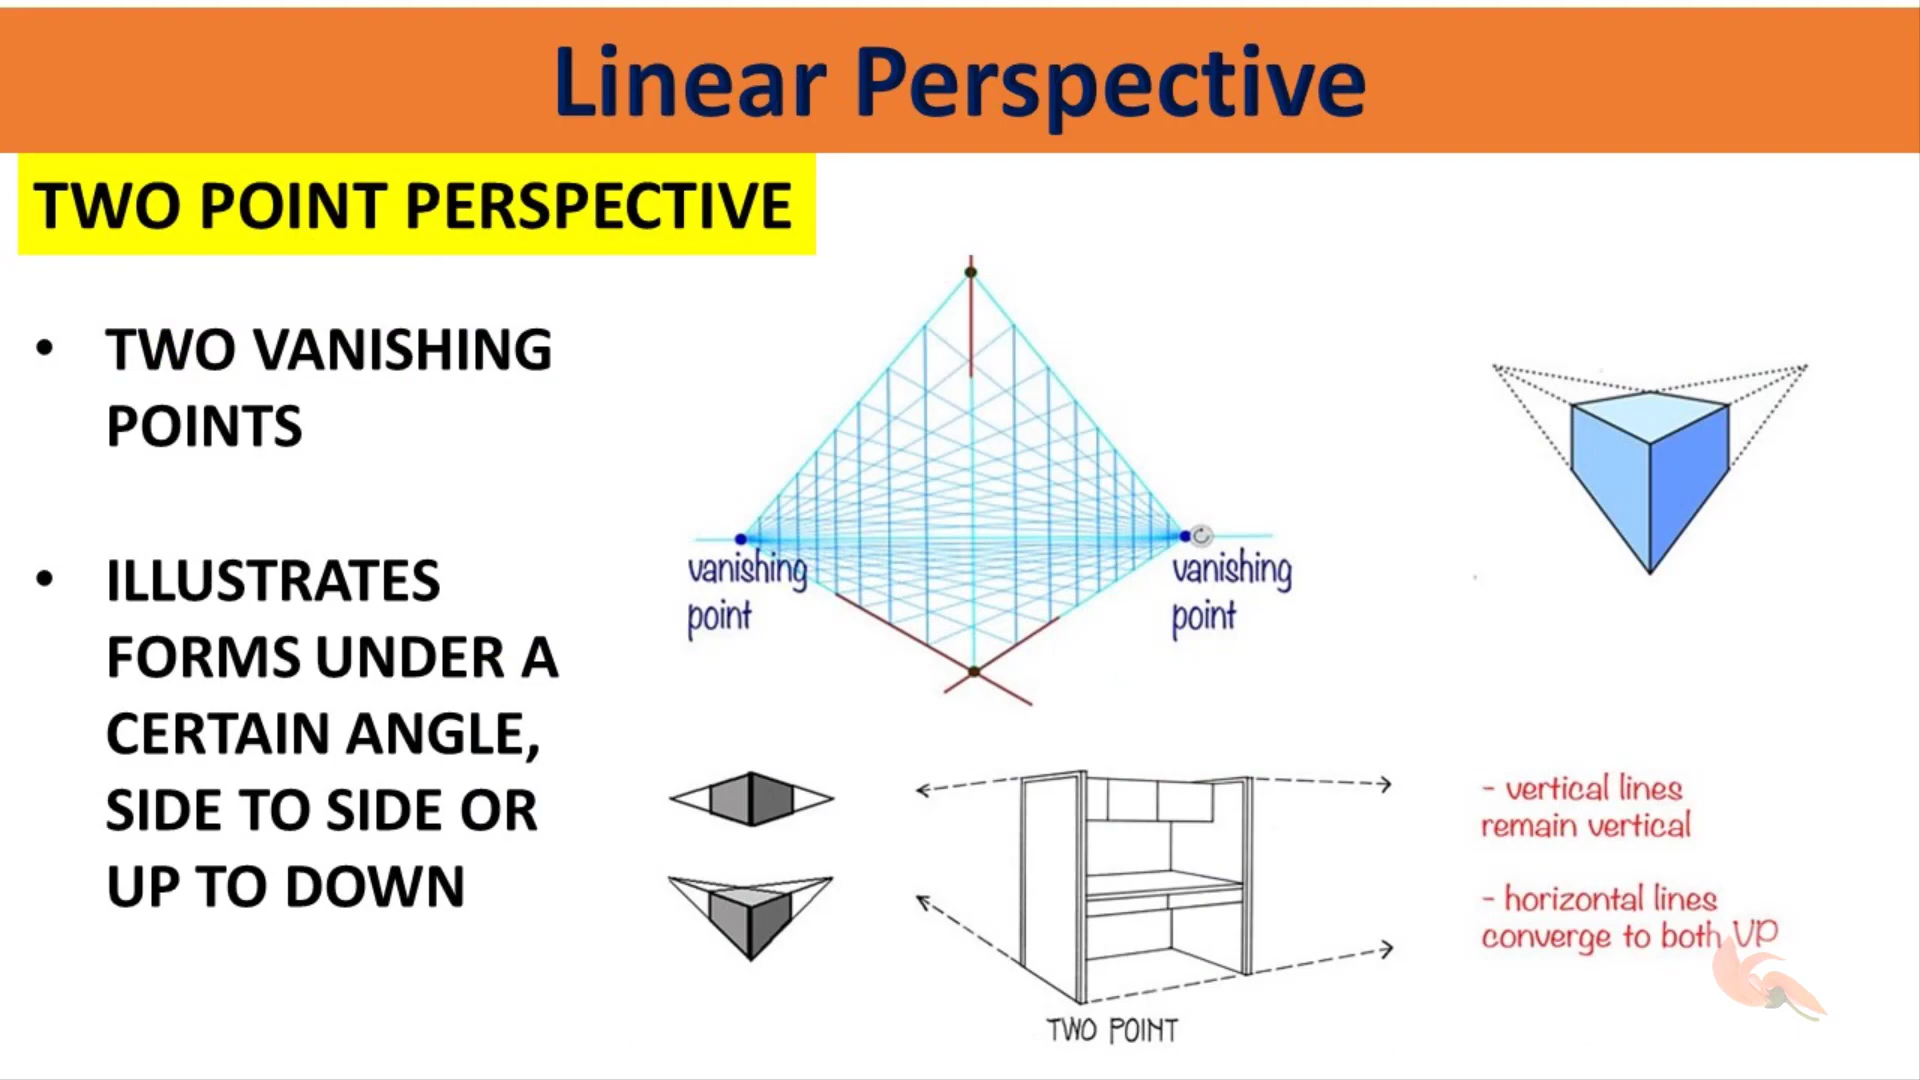 Linear Perspective
TWO POINT PERSPECTIVE
• TWO VANISHING
POINTS
• ILLUSTRATES
FORMS UNDER A
CERTAIN ANGLE,
SIDE TO SIDE OR
UP TO DOWN
vanishing
point
vanishing
point
- vertical lines
remain vertical
- horizontal lines
converge to both VP
TWO POINT